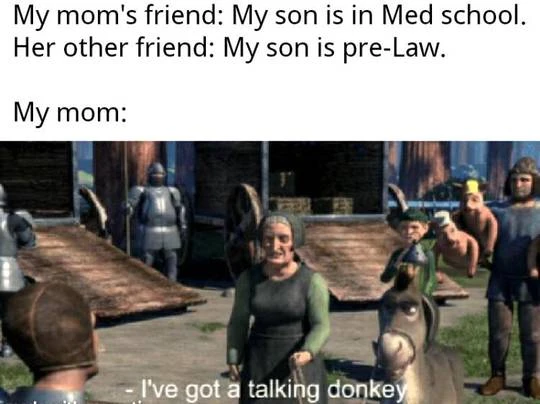 My mom's friend: My son is in Med school.
Her other friend: My son is pre-Law.
My mom:
- I've got a talking donkey